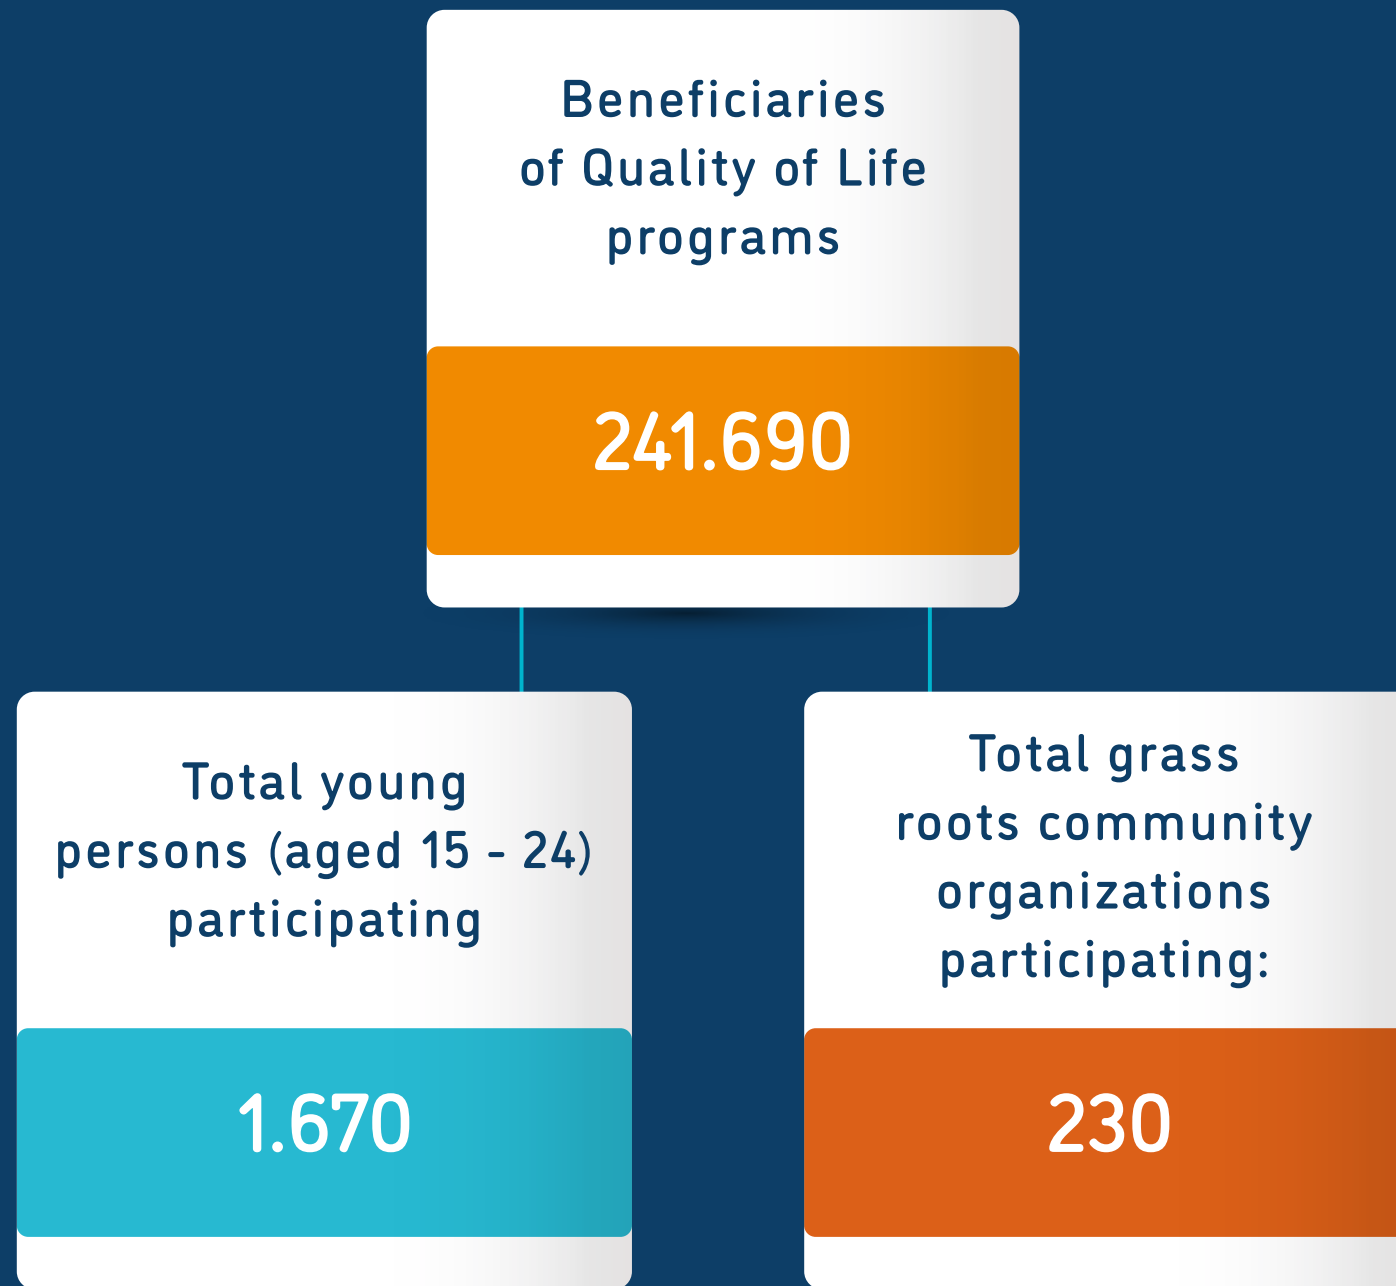 Beneficiaries
of Quality of Life
programs
241.690
Total young
persons (aged 15 - 24)
participating
1.670
Total grass
roots community
organizations
participating:
230